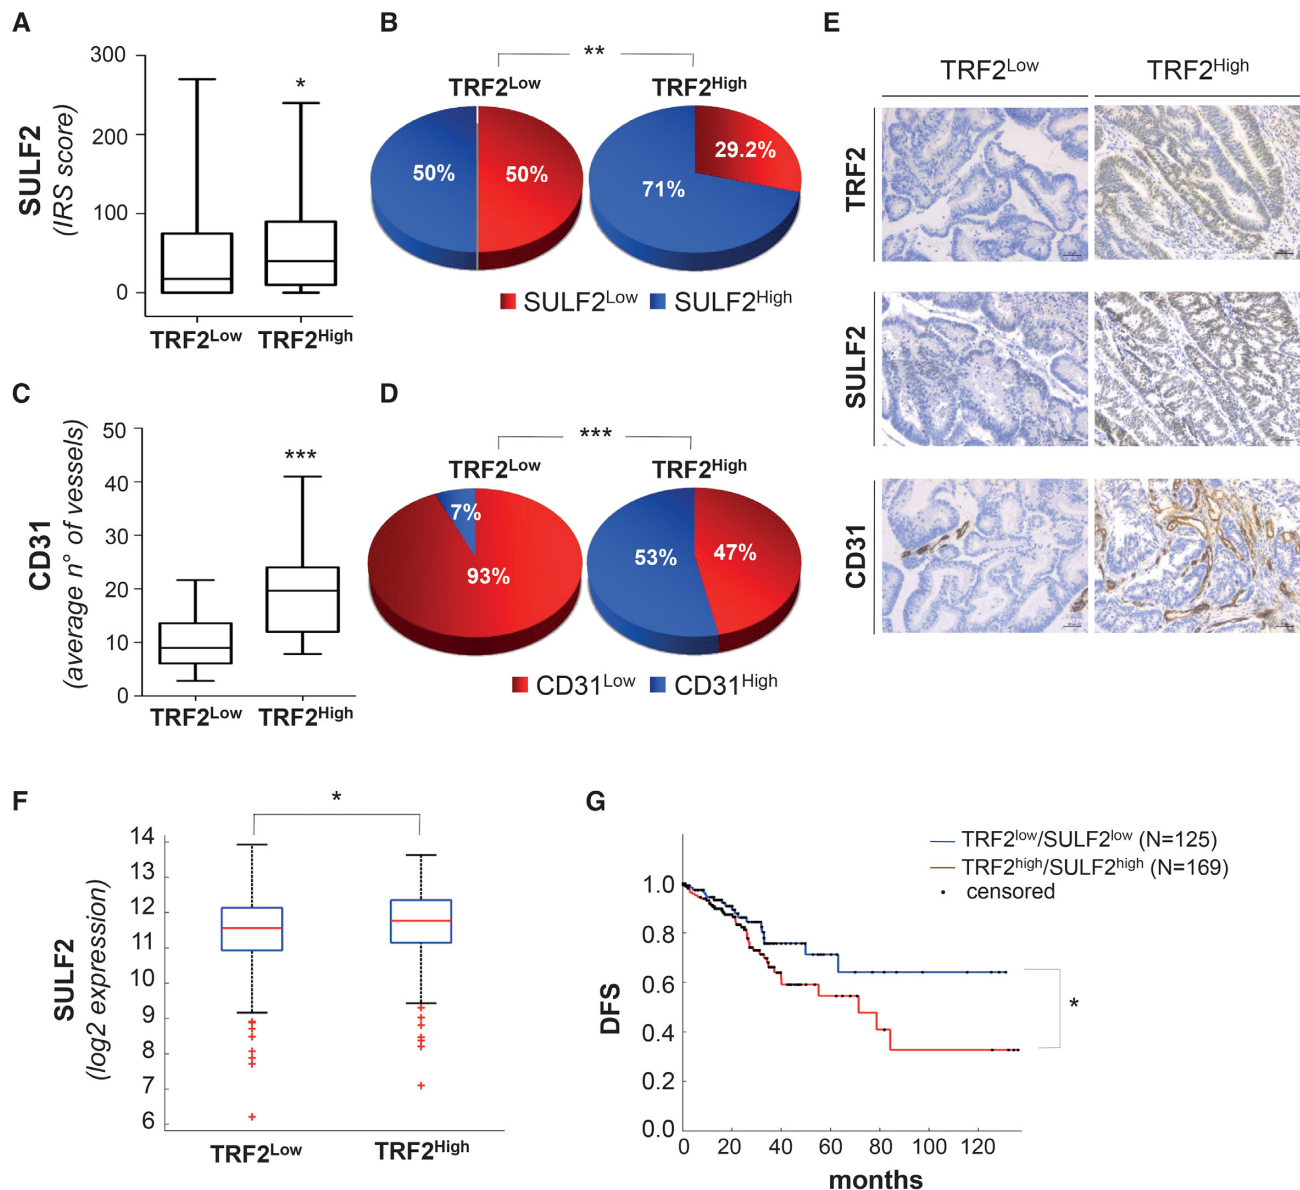 A
SULF2
(IRS score)
300
200
100
0
*
TRF2Low
TRF2High
B
**
TRF2Low
TRF2High
50%
50%
71%
29.2%
SULF2Low
SULF2High
C
CD31
(average n° of vessels)
50
40
30
20
10
0
***
TRF2Low
TRF2High
D
***
TRF2Low
TRF2High
7%
93%
53%
47%
CD31Low
CD31High
E
TRF2Low
TRF2High
TRF2
SULF2
CD31
F
SULF2
(log2 expression)
14
13
12
11
10
9
8
7
6
*
TRF2Low
TRF2High
G
DFS
1.0
0.8
0.6
0.4
0.2
0.0
0
20
40
60
80
100
120
months
TRF2low/SULF2low (N=125)
TRF2high/SULF2high (N=169)
censored
*